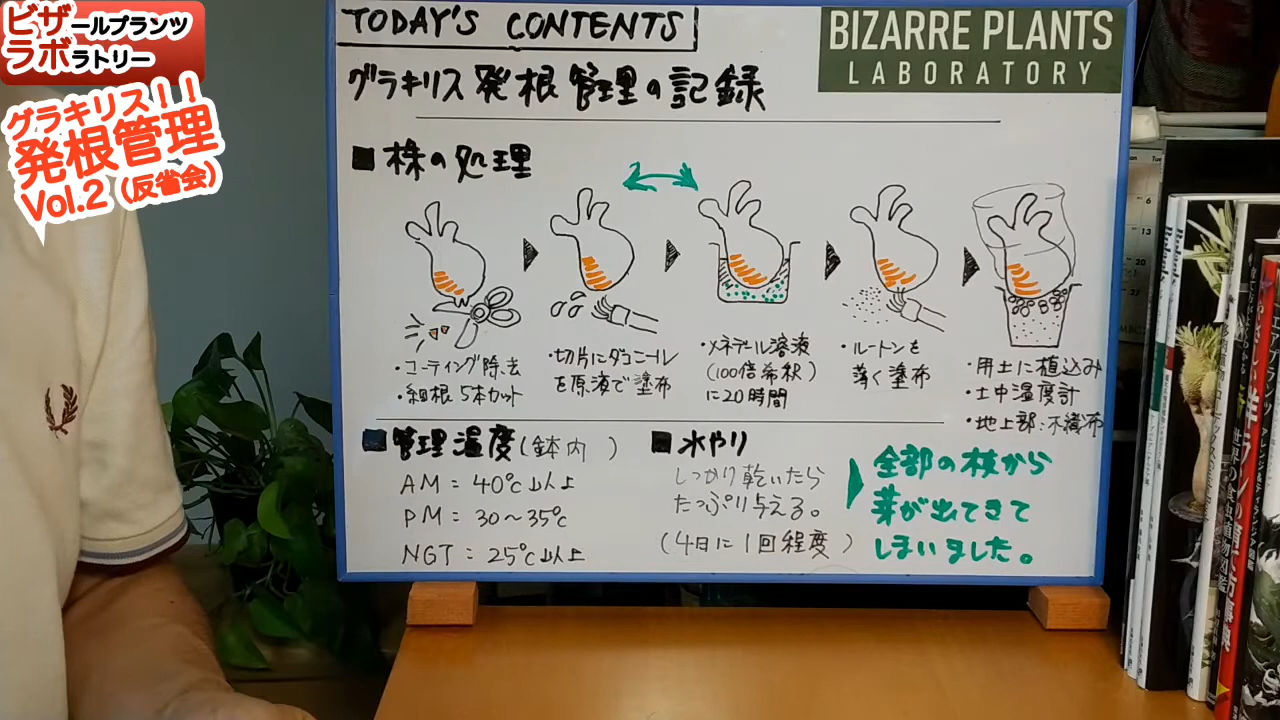 ビザールプランツ
ラボラトリー
グラキリス!!
発根管理
Vol.2(反省会)
TODAY'S CONTENTS
BIZARRE PLANTS
LABORATORY
グラキリス発根管理の記録
■株の処理
・コーティング除去
・細根5本カット
・切片にダコニール
を原液で塗布
・メネデール溶液
(100倍希釈)
に20時間
・ルートンを
薄く塗布
・用土に植込み
・土中温度計
・地上部:不織布
■管理温度(鉢内 )
AM = 40℃以上
PM = 30～35℃
NGT = 25℃以上
■水やり
しっかり乾いたら
たっぷり与える。
(4日に1回程度)
全部の枝から
芽が出てきて
しまいました。